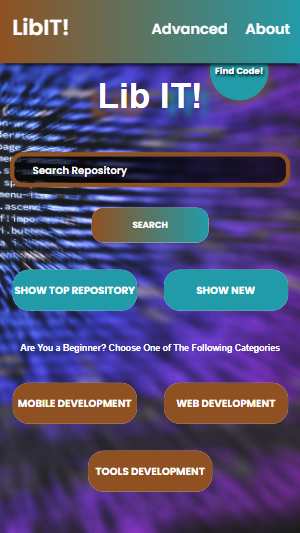 LibIT!
Advanced
About
Find Code!
Lib IT!
Search Repository
SEARCH
SHOW TOP REPOSITORY
SHOW NEW
Are You a Beginner? Choose One of The Following Categories
MOBILE DEVELOPMENT
WEB DEVELOPMENT
TOOLS DEVELOPMENT